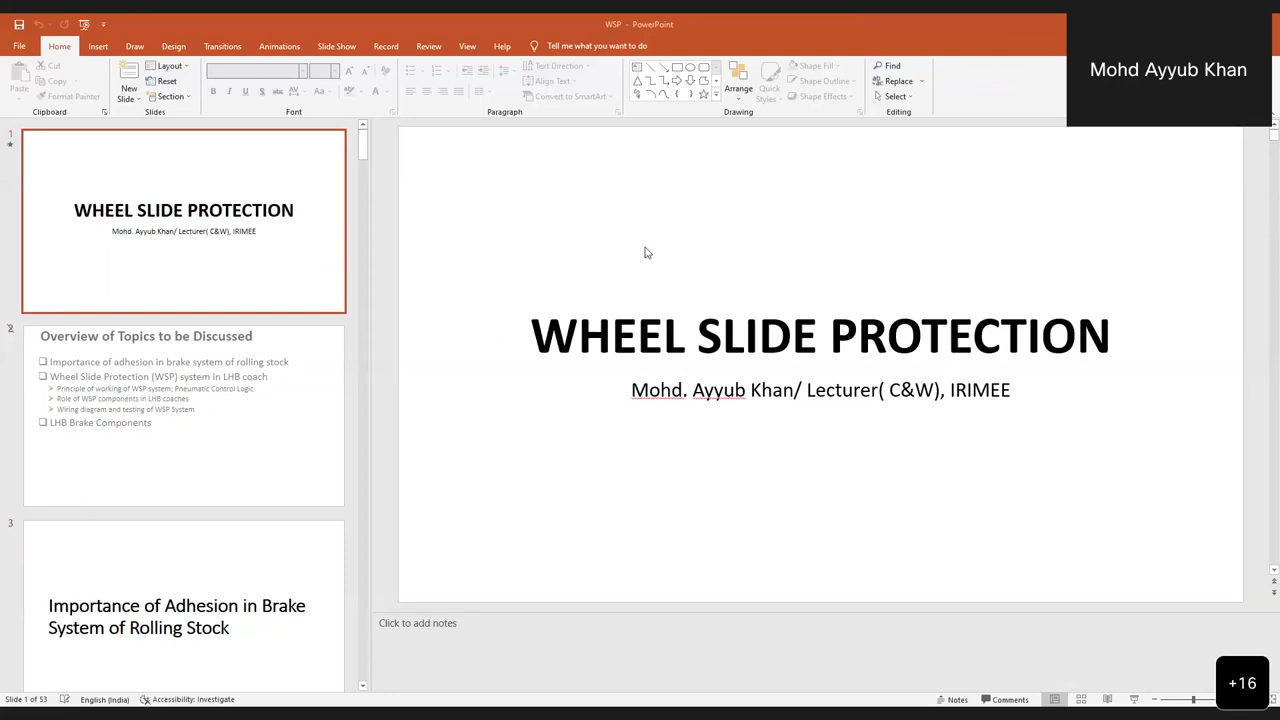 WSP - PowerPoint
Mohd Ayyub Khan
File Home Insert Draw Design Transitions Animations Slide Show Record Review View Help Tell me what you want to do
Paste
Cut
Copy
Format Painter
Clipboard
New Slide
Layout
Reset
Section
Slides
B I U S ab AV
Aa
A
Font
Text Direction
Align Text
Convert to SmartArt
Paragraph
Arrange
Quick Styles
Shape Fill
Shape Outline
Shape Effects
Drawing
Find
Replace
Select
Editing
1
WHEEL SLIDE PROTECTION
Mohd. Ayyub Khan/ Lecturer( C&W), IRIMEE
2
Overview of Topics to be Discussed
Importance of adhesion in brake system of rolling stock
Wheel Slide Protection (WSP) system in LHB coach
Principle of working of WSP system; Pneumatic Control Logic
Role of WSP components in LHB coaches
Wiring diagram and testing of WSP System
LHB Brake Components
3
Importance of Adhesion in Brake
System of Rolling Stock
WHEEL SLIDE PROTECTION
Mohd. Ayyub Khan/ Lecturer( C&W), IRIMEE
Click to add notes
Slide 1 of 53 English (India) Accessibility: Investigate Notes Comments
+16